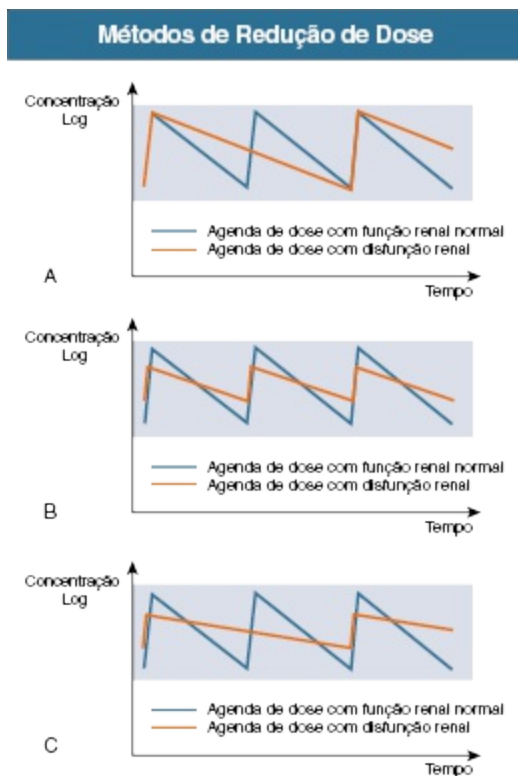 Métodos de Redução de Dose
Concentração
Log
Agenda de dose com função renal normal
Agenda de dose com disfunção renal
A
Tempo
Concentração
Log
Agenda de dose com função renal normal
Agenda de dose com disfunção renal
B
Tempo
Concentração
Log
Agenda de dose com função renal normal
Agenda de dose com disfunção renal
C
Tempo